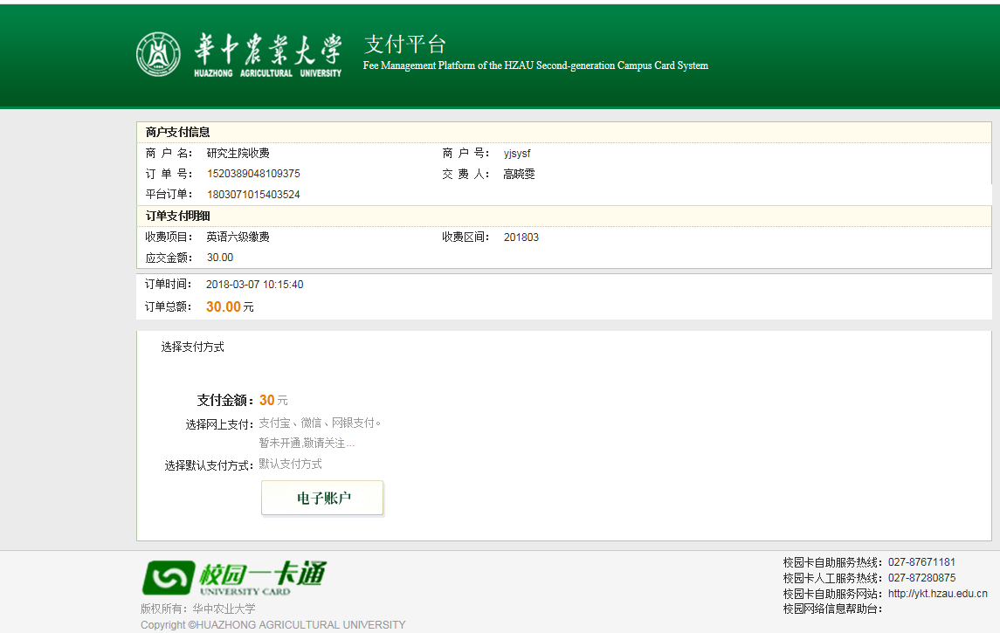 華中農業大学 支付平台
HUAZHONG AGRICULTURAL UNIVERSITY Fee Management Platform of the HZAU Second-generation Campus Card System
商户支付信息
商 户 名： 研究生院收费 商 户 号： yjsysf
订 单 号： 1520389048109375 交 费 人： 高晓雯
平台订单： 1803071015403524
订单支付明细
收费项目： 英语六级缴费 收费区间： 201803
应交金额： 30.00
订单时间： 2018-03-07 10:15:40
订单总额： 30.00 元
选择支付方式
支付金额： 30 元
选择网上支付： 支付宝、微信、网银支付。
暂未开通,敬请关注...
选择默认支付方式： 默认支付方式
电子账户
校园一卡通
UNIVERSITY CARD
版权所有：华中农业大学
Copyright ©HUAZHONG AGRICULTURAL UNIVERSITY
校园卡自助服务热线：027-87671181
校园卡人工服务热线：027-87280875
校园卡自助服务网站：http://ykt.hzau.edu.cn
校园网络信息帮助台：